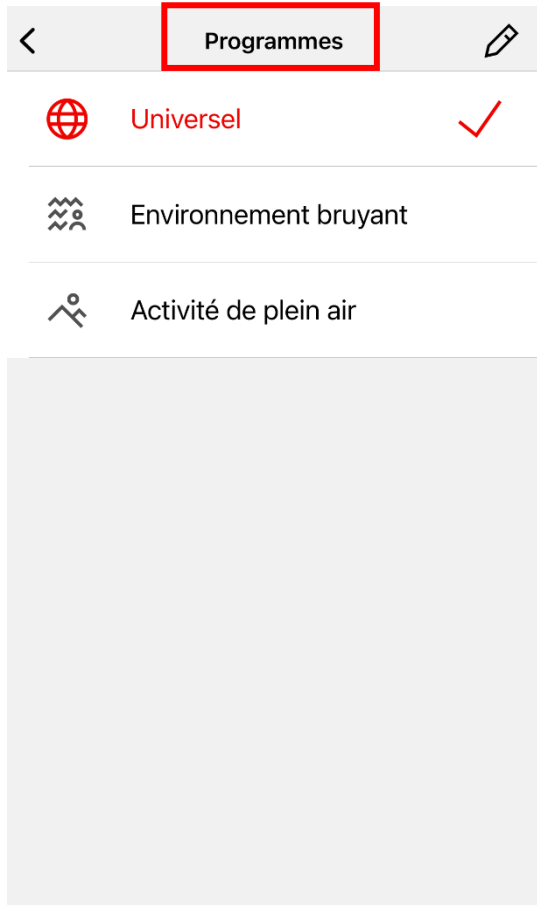 Programmes
Universel
Environnement bruyant
Activité de plein air